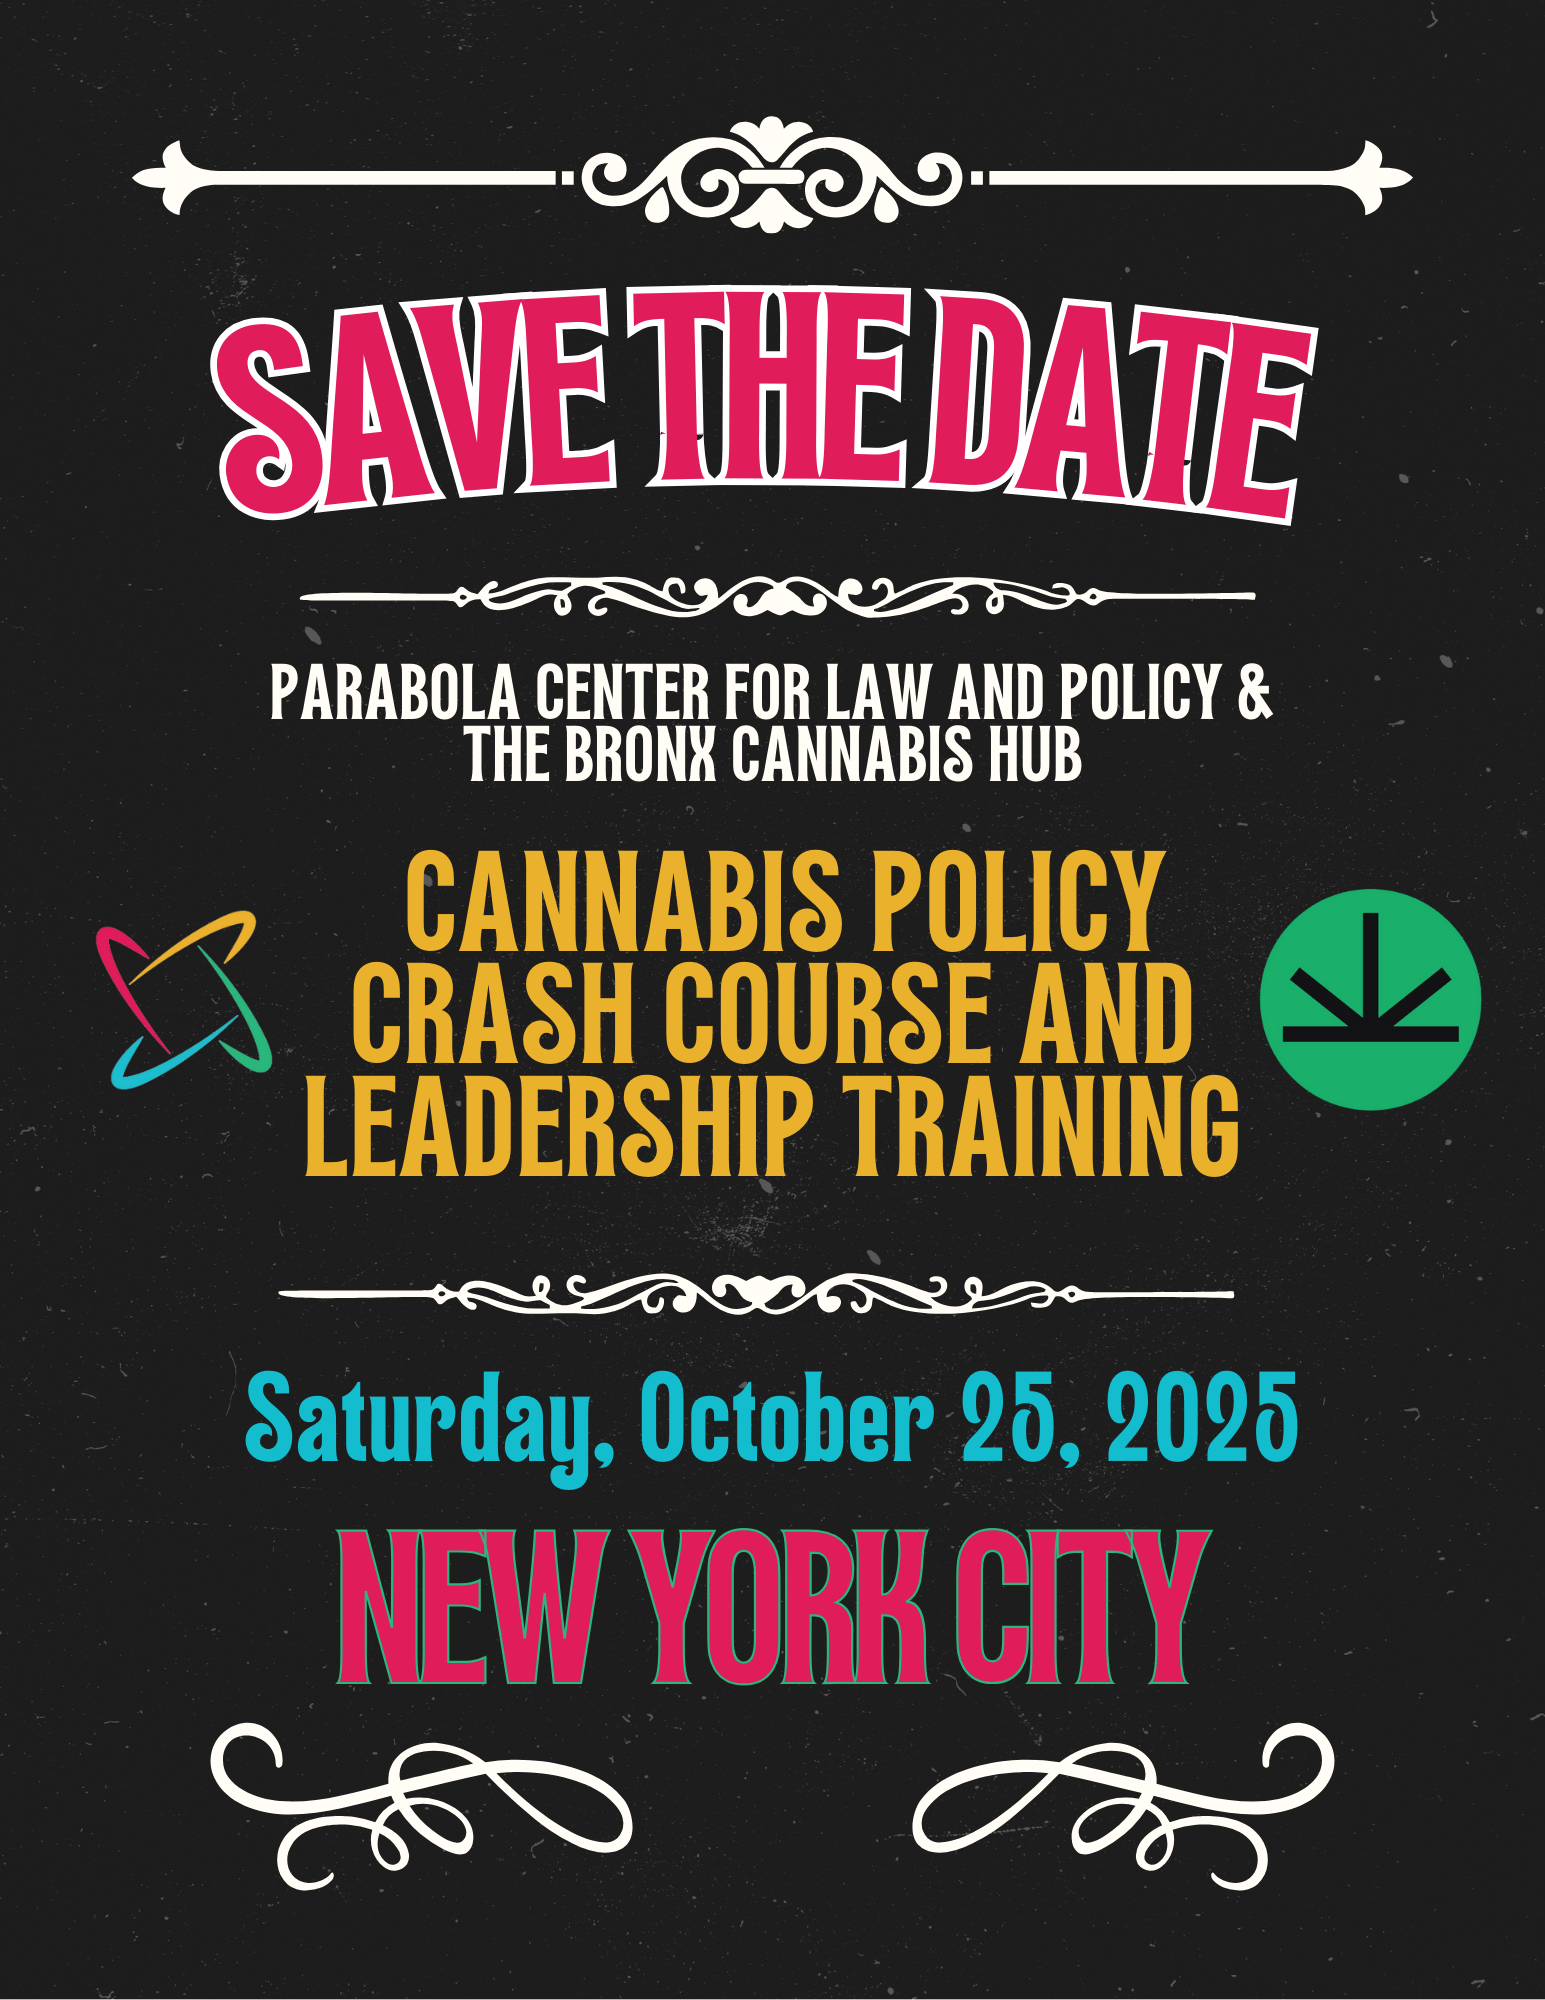 SAVE THE DATE
PARABOLA CENTER FOR LAW AND POLICY &
THE BRONX CANNABIS HUB
CANNABIS POLICY
CRASH COURSE AND
LEADERSHIP TRAINING
Saturday, October 25, 2025
NEW YORK CITY